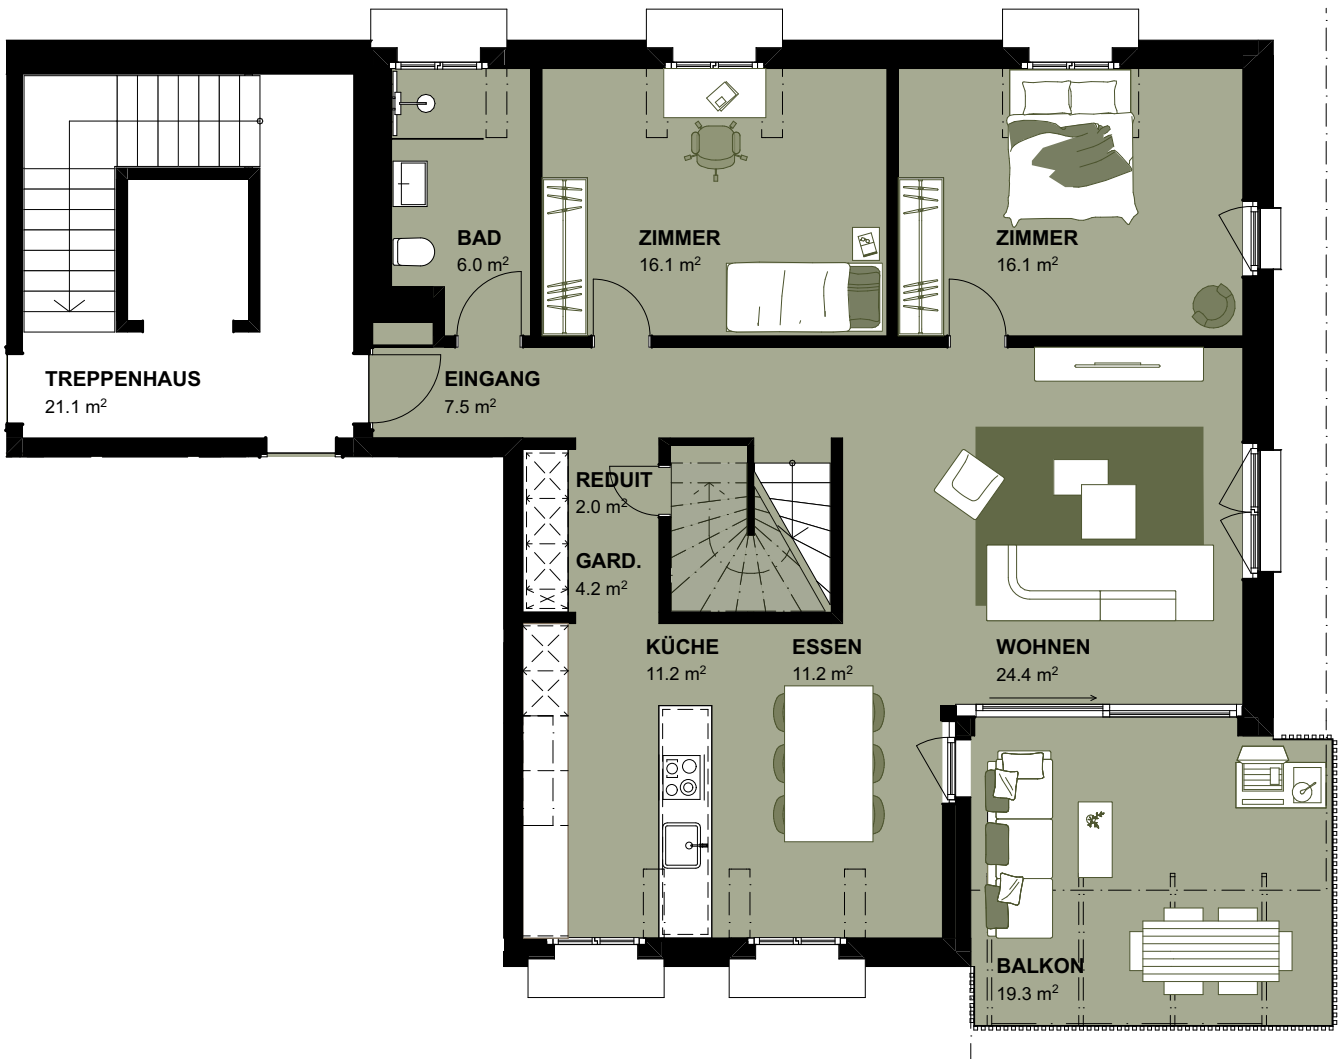 BAD
6.0 m²
ZIMMER
16.1 m²
ZIMMER
16.1 m²
TREPPENHAUS
21.1 m²
EINGANG
7.5 m²
REDUIT
2.0 m²
GARD.
4.2 m²
KÜCHE
11.2 m²
ESSEN
11.2 m²
WOHNEN
24.4 m²
BALKON
19.3 m²